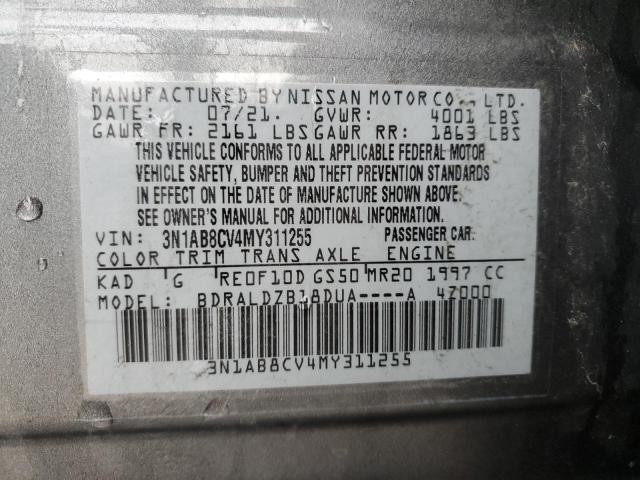 MANUFACTURED BY NISSAN MOTOR CO., LTD.
DATE: 07/21. GVWR: 4001 LBS
GAWR FR: 2161 LBS GAWR RR: 1863 LBS
THIS VEHICLE CONFORMS TO ALL APPLICABLE FEDERAL MOTOR
VEHICLE SAFETY, BUMPER AND THEFT PREVENTION STANDARDS
IN EFFECT ON THE DATE OF MANUFACTURE SHOWN ABOVE.
SEE OWNER'S MANUAL FOR ADDITIONAL INFORMATION.
VIN: 3N1AB8CV4MY311255 PASSENGER CAR.
COLOR TRIM TRANS AXLE ENGINE
KAD G RE0F10D GS50 MR20 1997 CC
MODEL: BDRALDZB18DUA----A 4Z000
3N1AB8CV4MY311255